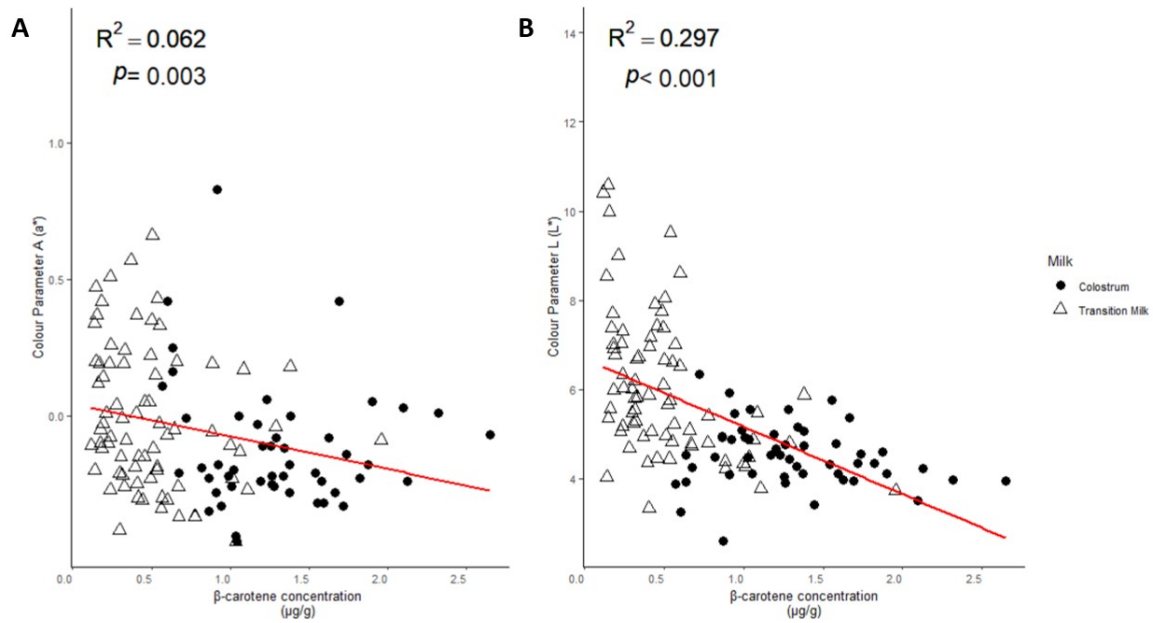 A
R² = 0.062
p= 0.003
Colour Parameter A (a*)
1.0
0.5
0.0
0.0 0.5 1.0 1.5 2.0 2.5
β-carotene concentration
(µg/g)
B
R² = 0.297
p< 0.001
Colour Parameter L (L*)
14
12
10
8
6
4
0.0 0.5 1.0 1.5 2.0 2.5
β-carotene concentration
(µg/g)
Milk
Colostrum
Transition Milk